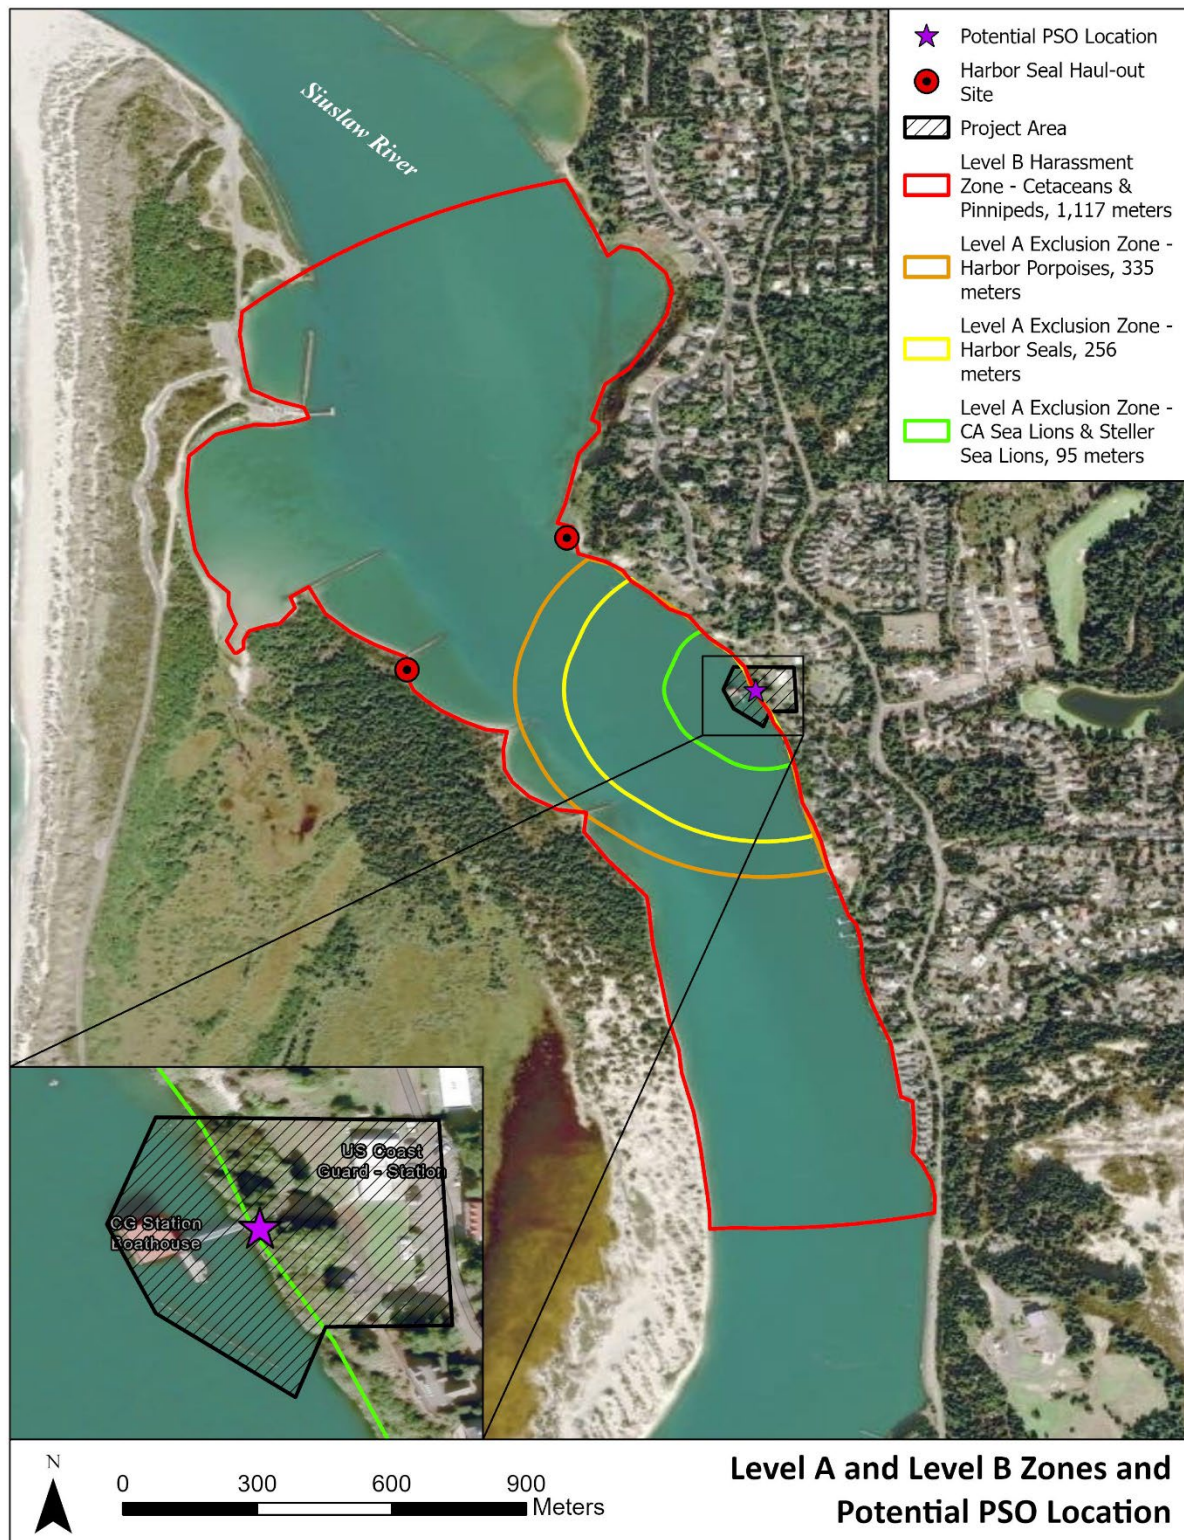 Siuslaw River
Potential PSO Location
Harbor Seal Haul-out
Site
Project Area
Level B Harassment
Zone - Cetaceans &
Pinnipeds, 1,117 meters
Level A Exclusion Zone -
Harbor Porpoises, 335
meters
Level A Exclusion Zone -
Harbor Seals, 256
meters
Level A Exclusion Zone -
CA Sea Lions & Steller
Sea Lions, 95 meters
US Coast
Guard - Station
CG Station
Boathouse
N
0 300 600 900
Meters
Level A and Level B Zones and
Potential PSO Location